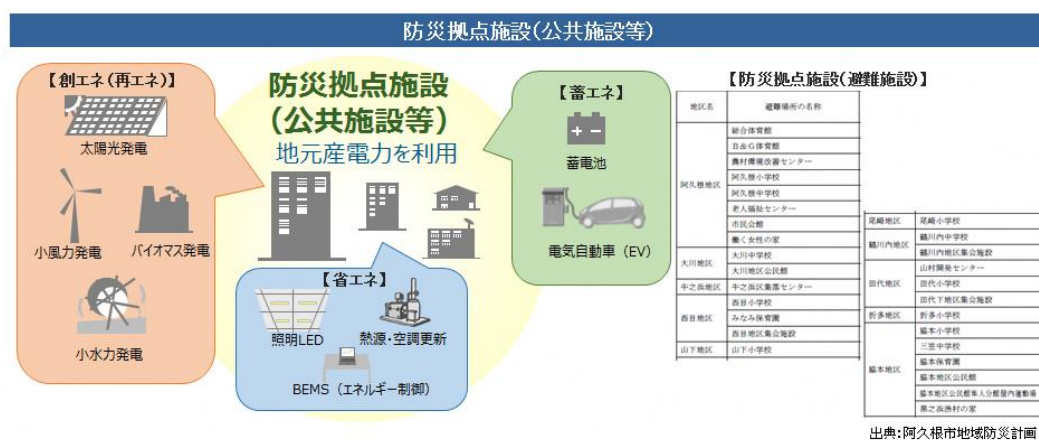 防災拠点施設(公共施設等)
【創エネ(再エネ)】
太陽光発電
小風力発電
バイオマス発電
小水力発電
防災拠点施設
(公共施設等)
地元産電力を利用
【省エネ】
照明LED
熱源・空調更新
BEMS(エネルギー制御)
【蓄エネ】
蓄電池
電気自動車(EV)
【防災拠点施設(避難施設)】
地区名 避難場所の名称
阿久根地区
総合体育館
B&G体育館
農村環境改善センター
阿久根小学校
阿久根中学校
老人福祉センター
市民会館
働く女性の家
大川地区
大川中学校
大川地区公民館
牛之浜地区 牛之浜区集落センター
西目地区
西目小学校
みなみ保育園
西目地区集会施設
山下地区 山下小学校
尾崎地区 尾崎小学校
鶴川内地区
鶴川内中学校
鶴川内地区集会施設
田代地区
山村開発センター
田代小学校
田代下地区集会施設
折多地区 折多小学校
脇本地区
脇本小学校
三笠中学校
脇本保育園
脇本地区公民館
脇本地区公民館隼人分館屋内運動場
黒之浜漁村の家
出典:阿久根市地域防災計画